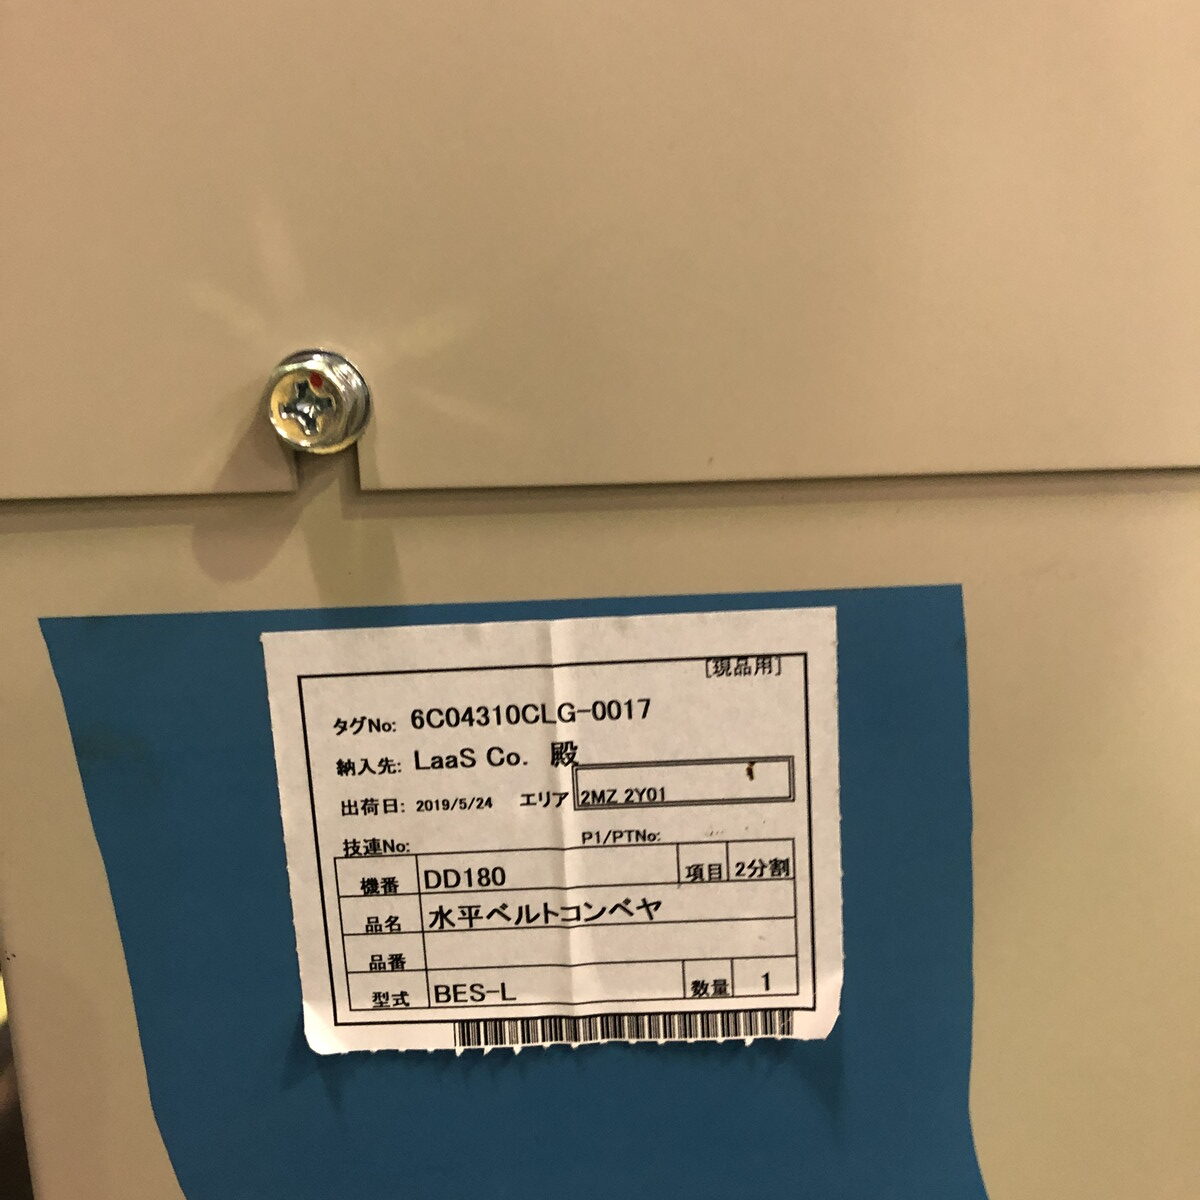 [現品用]
タグNo: 6C04310CLG-0017
納入先: LaaS Co. 殿
出荷日: 2019/5/24 エリア 2MZ 2Y01
技連No: P1/PTNo:
機番 DD180 項目 2分割
品名 水平ベルトコンベヤ
品番
型式 BES-L 数量 1